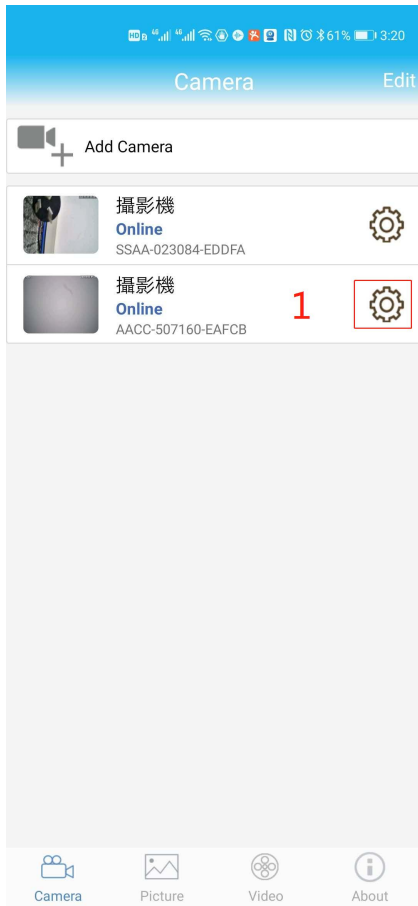 61% 3:20
Camera Edit
Add Camera
攝影機
Online
SSAA-023084-EDDFA
攝影機
Online
AACC-507160-EAFCB
1
Camera Picture Video About